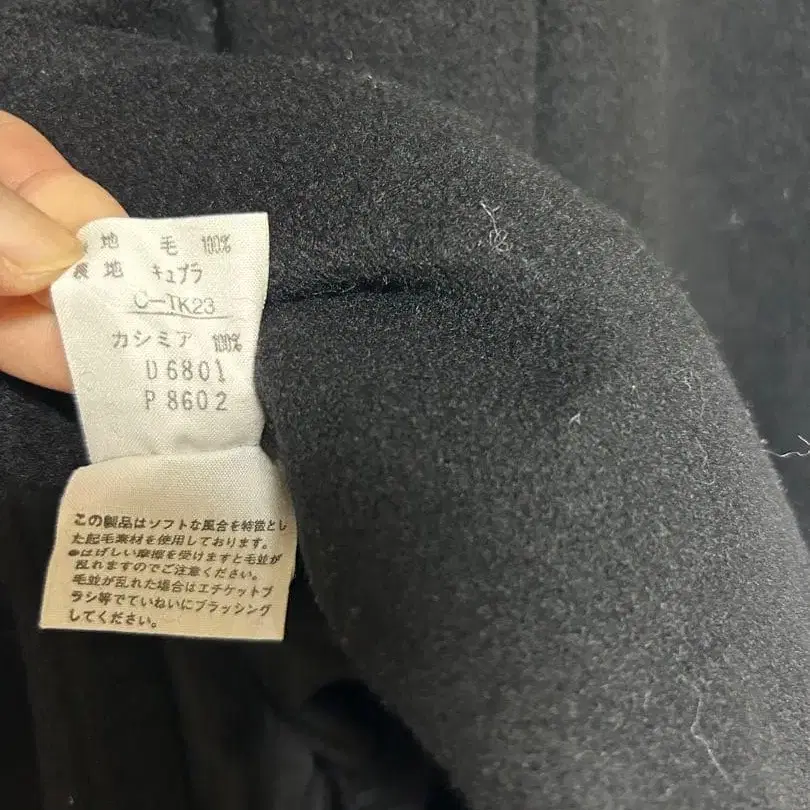 地 毛 100%
裏 地 キュプラ
C-TK23
カシミア 100%
D6801
P8602
この製品はソフトな風合を特徴とし
た起毛素材を使用しております。
●はげしい摩擦を受けますと毛並が
乱れますのでご注意ください。
毛並が乱れた場合はエチケットブ
ラシ等でていねいにブラッシング
してください。